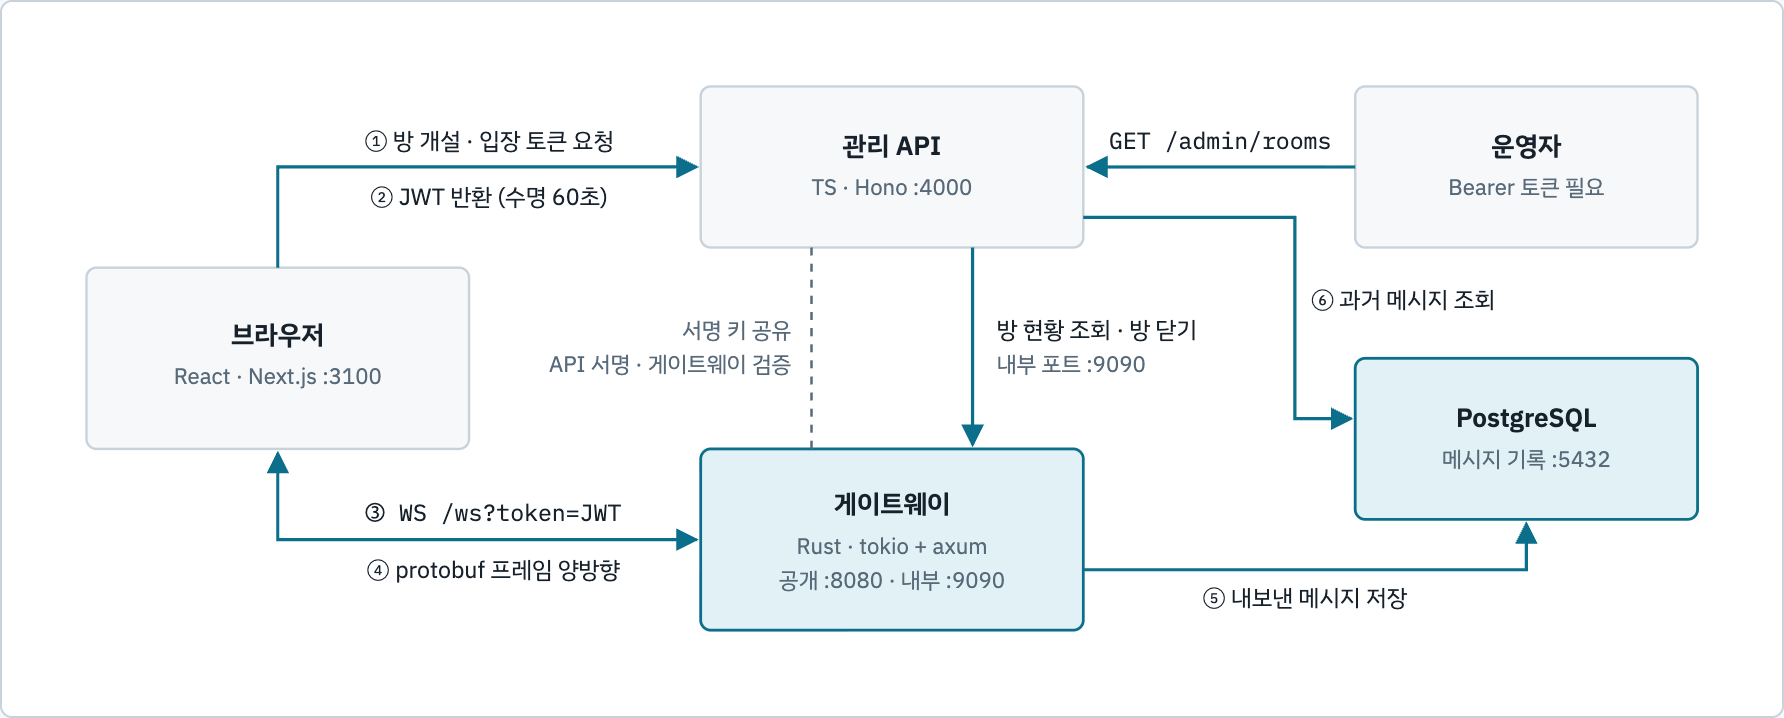 ① 방 개설 · 입장 토큰 요청
② JWT 반환 (수명 60초)
관리 API
TS · Hono :4000
GET /admin/rooms
운영자
Bearer 토큰 필요
브라우저
React · Next.js :3100
서명 키 공유
API 서명 · 게이트웨이 검증
방 현황 조회 · 방 닫기
내부 포트 :9090
⑥ 과거 메시지 조회
PostgreSQL
메시지 기록 :5432
③ WS /ws?token=JWT
④ protobuf 프레임 양방향
게이트웨이
Rust · tokio + axum
공개 :8080 · 내부 :9090
⑤ 내보낸 메시지 저장